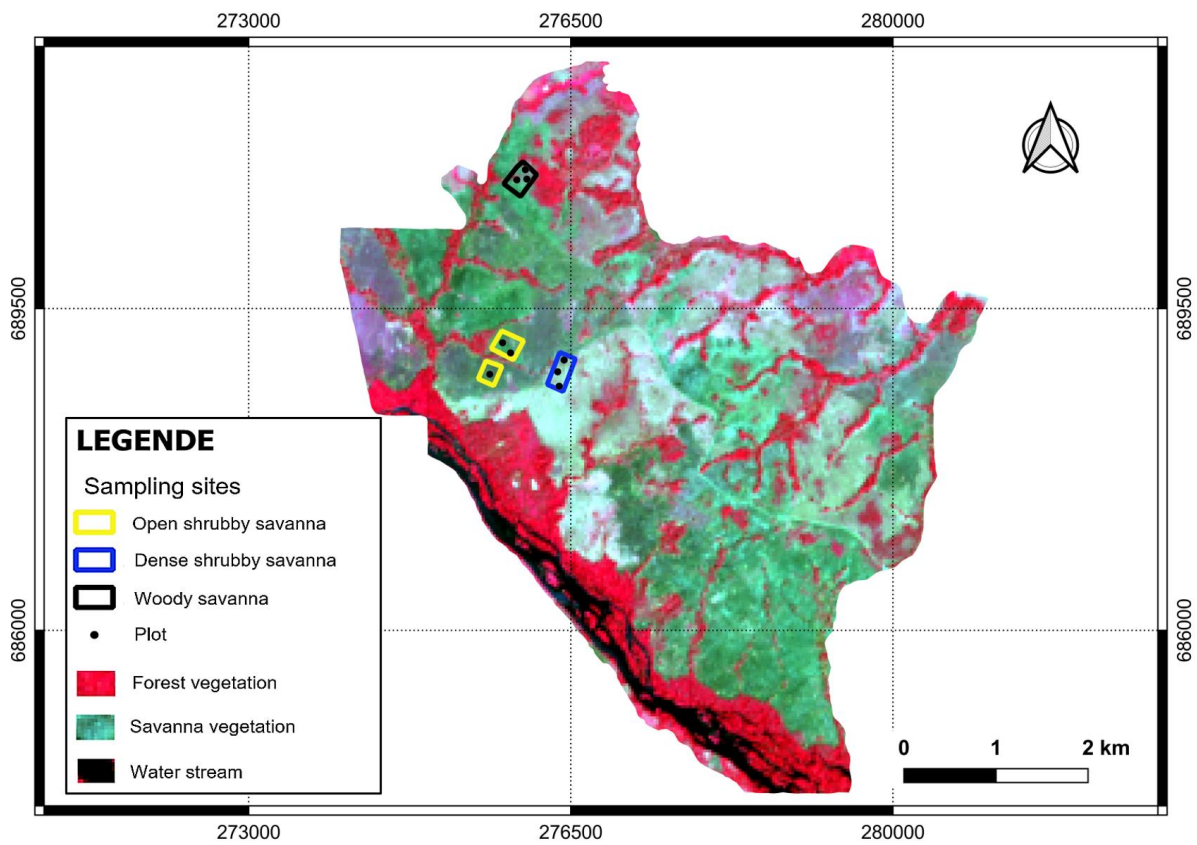 273000 276500 280000
689500 689500
LEGENDE
Sampling sites
Open shrubby savanna
Dense shrubby savanna
Woody savanna
Plot
Forest vegetation
Savanna vegetation
Water stream
686000 686000
0 1 2 km
273000 276500 280000